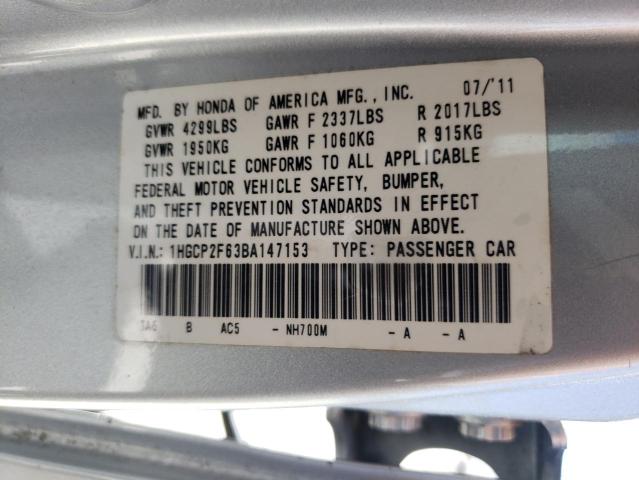 MFD. BY HONDA OF AMERICA MFG., INC. 07/'11
GVWR 4299LBS GAWR F 2337LBS R 2017LBS
GVWR 1950KG GAWR F 1060KG R 915KG
THIS VEHICLE CONFORMS TO ALL APPLICABLE
FEDERAL MOTOR VEHICLE SAFETY, BUMPER,
AND THEFT PREVENTION STANDARDS IN EFFECT
ON THE DATE OF MANUFACTURE SHOWN ABOVE.
V.I.N.: 1HGCP2F63BA147153 TYPE: PASSENGER CAR
3A6 B AC5 - NH700M - A - A